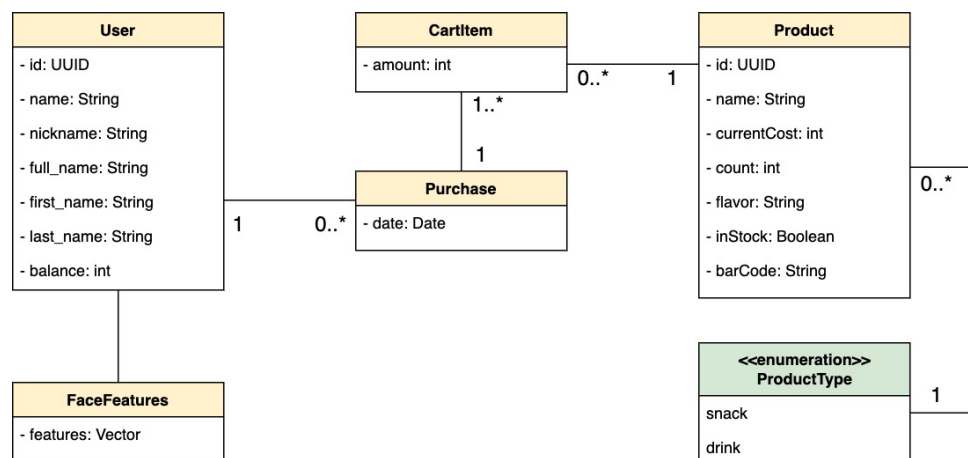 User
- id: UUID
- name: String
- nickname: String
- full_name: String
- first_name: String
- last_name: String
- balance: int
CartItem
- amount: int
0..*
1
1..*
1
Purchase
- date: Date
1
0..*
Product
- id: UUID
- name: String
- currentCost: int
- count: int
- flavor: String
- inStock: Boolean
- barCode: String
0..*
FaceFeatures
- features: Vector
<<enumeration>>
ProductType
snack
drink
1